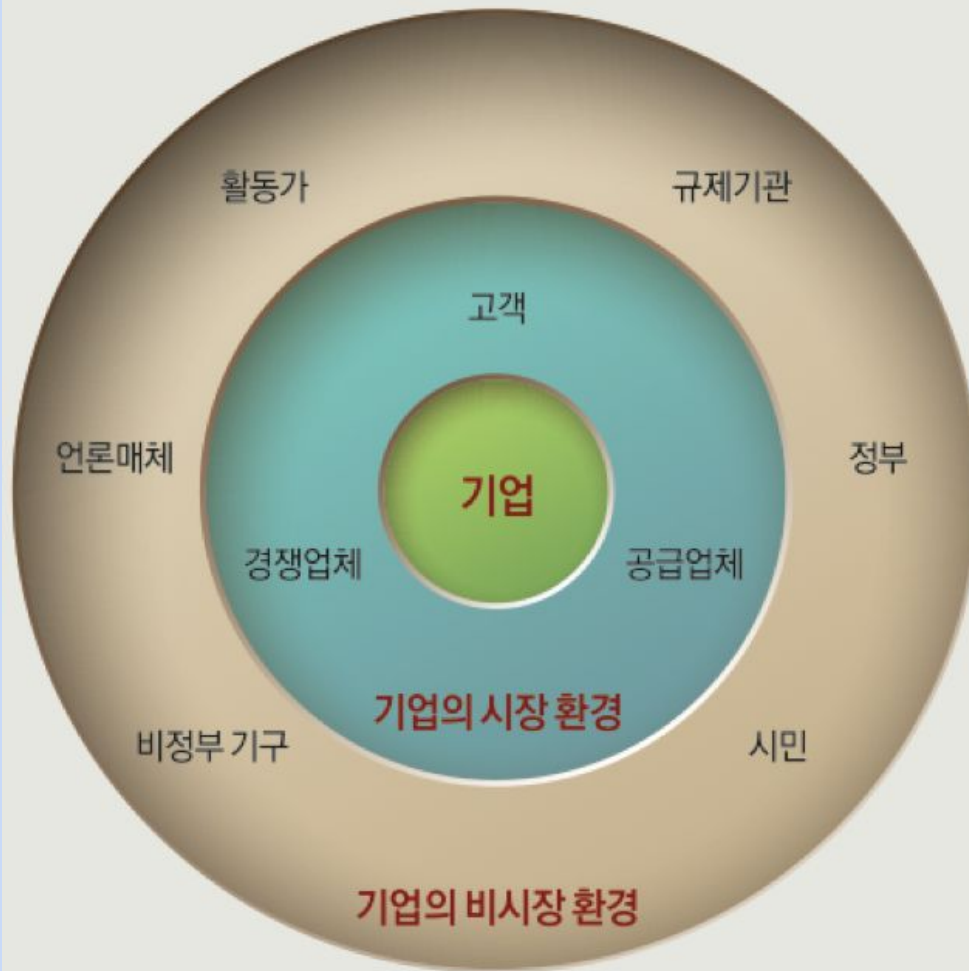 활동가
규제기관
고객
언론매체
기업
정부
경쟁업체
공급업체
기업의 시장 환경
비정부 기구
시민
기업의 비시장 환경